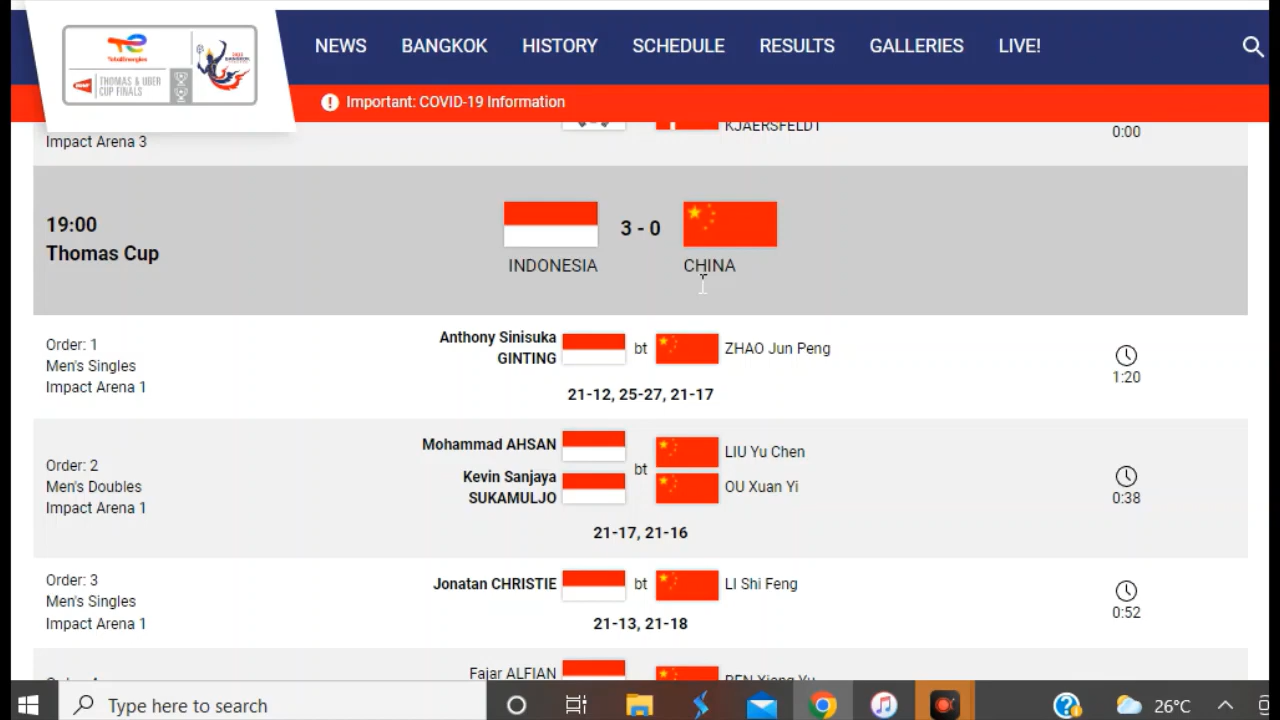 TotalEnergies
BWF
THOMAS & UBER
CUP FINALS
NEWS
BANGKOK
HISTORY
SCHEDULE
RESULTS
GALLERIES
LIVE!
Important: COVID-19 Information
KJAERSFELDT
Impact Arena 3
0:00
19:00
Thomas Cup
3 - 0
INDONESIA
CHINA
Order: 1
Men's Singles
Impact Arena 1
Anthony Sinisuka
GINTING
bt
ZHAO Jun Peng
21-12, 25-27, 21-17
1:20
Order: 2
Men's Doubles
Impact Arena 1
Mohammad AHSAN
Kevin Sanjaya
SUKAMULJO
bt
LIU Yu Chen
OU Xuan Yi
21-17, 21-16
0:38
Order: 3
Men's Singles
Impact Arena 1
Jonatan CHRISTIE
bt
LI Shi Feng
21-13, 21-18
0:52
Fajar ALFIAN
REN Xiang Yu
Type here to search
26°C